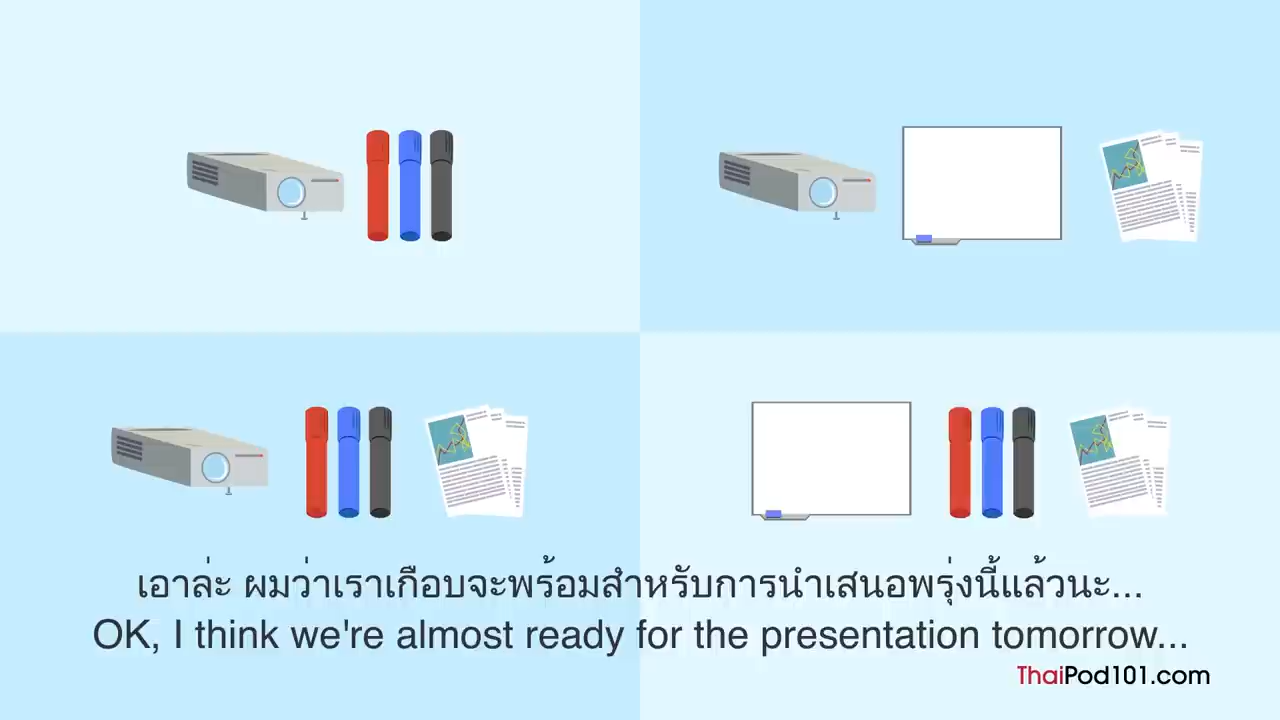 เอาล่ะ ผมว่าเราเกือบจะพร้อมสำหรับการนำเสนอพรุ่งนี้แล้วนะ...
OK, I think we're almost ready for the presentation tomorrow...
ThaiPod101.com